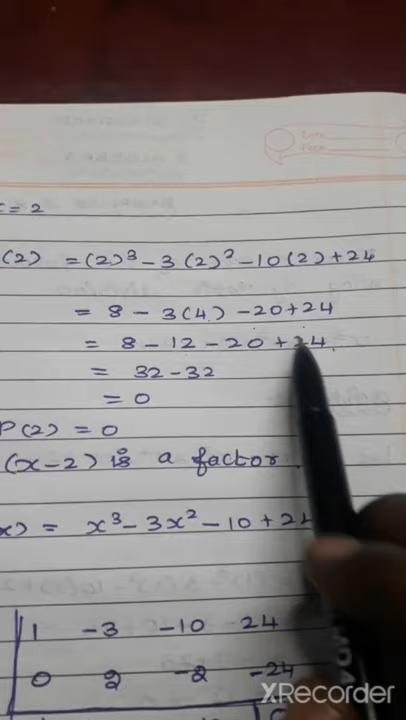 = 2
(2) = (2)³ - 3(2)² - 10(2) + 24
= 8 - 3(4) - 20 + 24
= 8 - 12 - 20 + 24
= 32 - 32
= 0
P(2) = 0
(x-2) is a factor.
x) = x³ - 3x² - 10 + 24
1 -3 -10 24
0 2 -2 -24
XRecorder